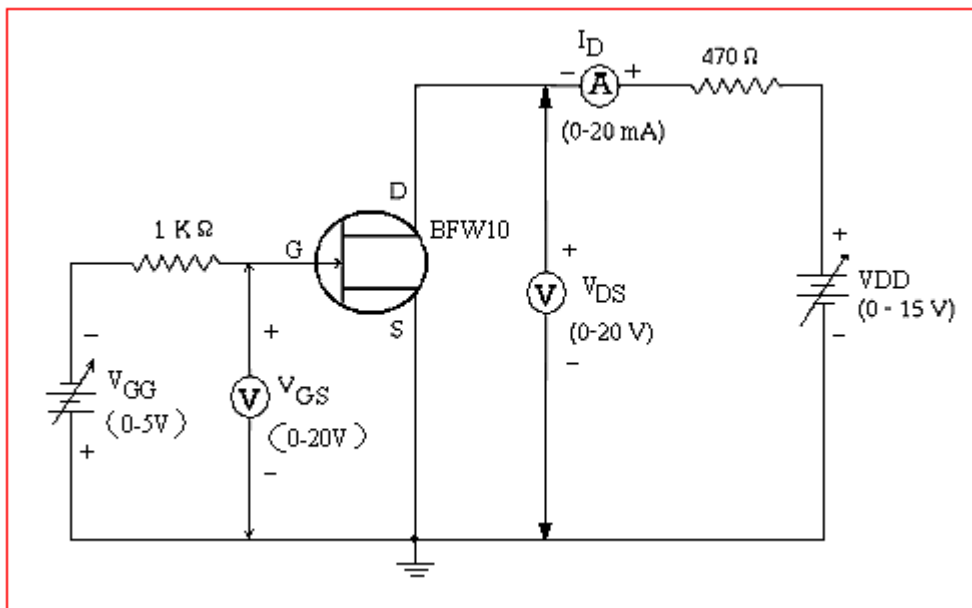 I_D
470 Ω
− A +
(0-20 mA)
D
BFW10
1 K Ω
G
S
+
V
V_DS
(0-20 V)
−
+
VDD
(0 - 15 V)
−
−
V_GG
(0-5V)
+
+
V
V_GS
(0-20V)
−